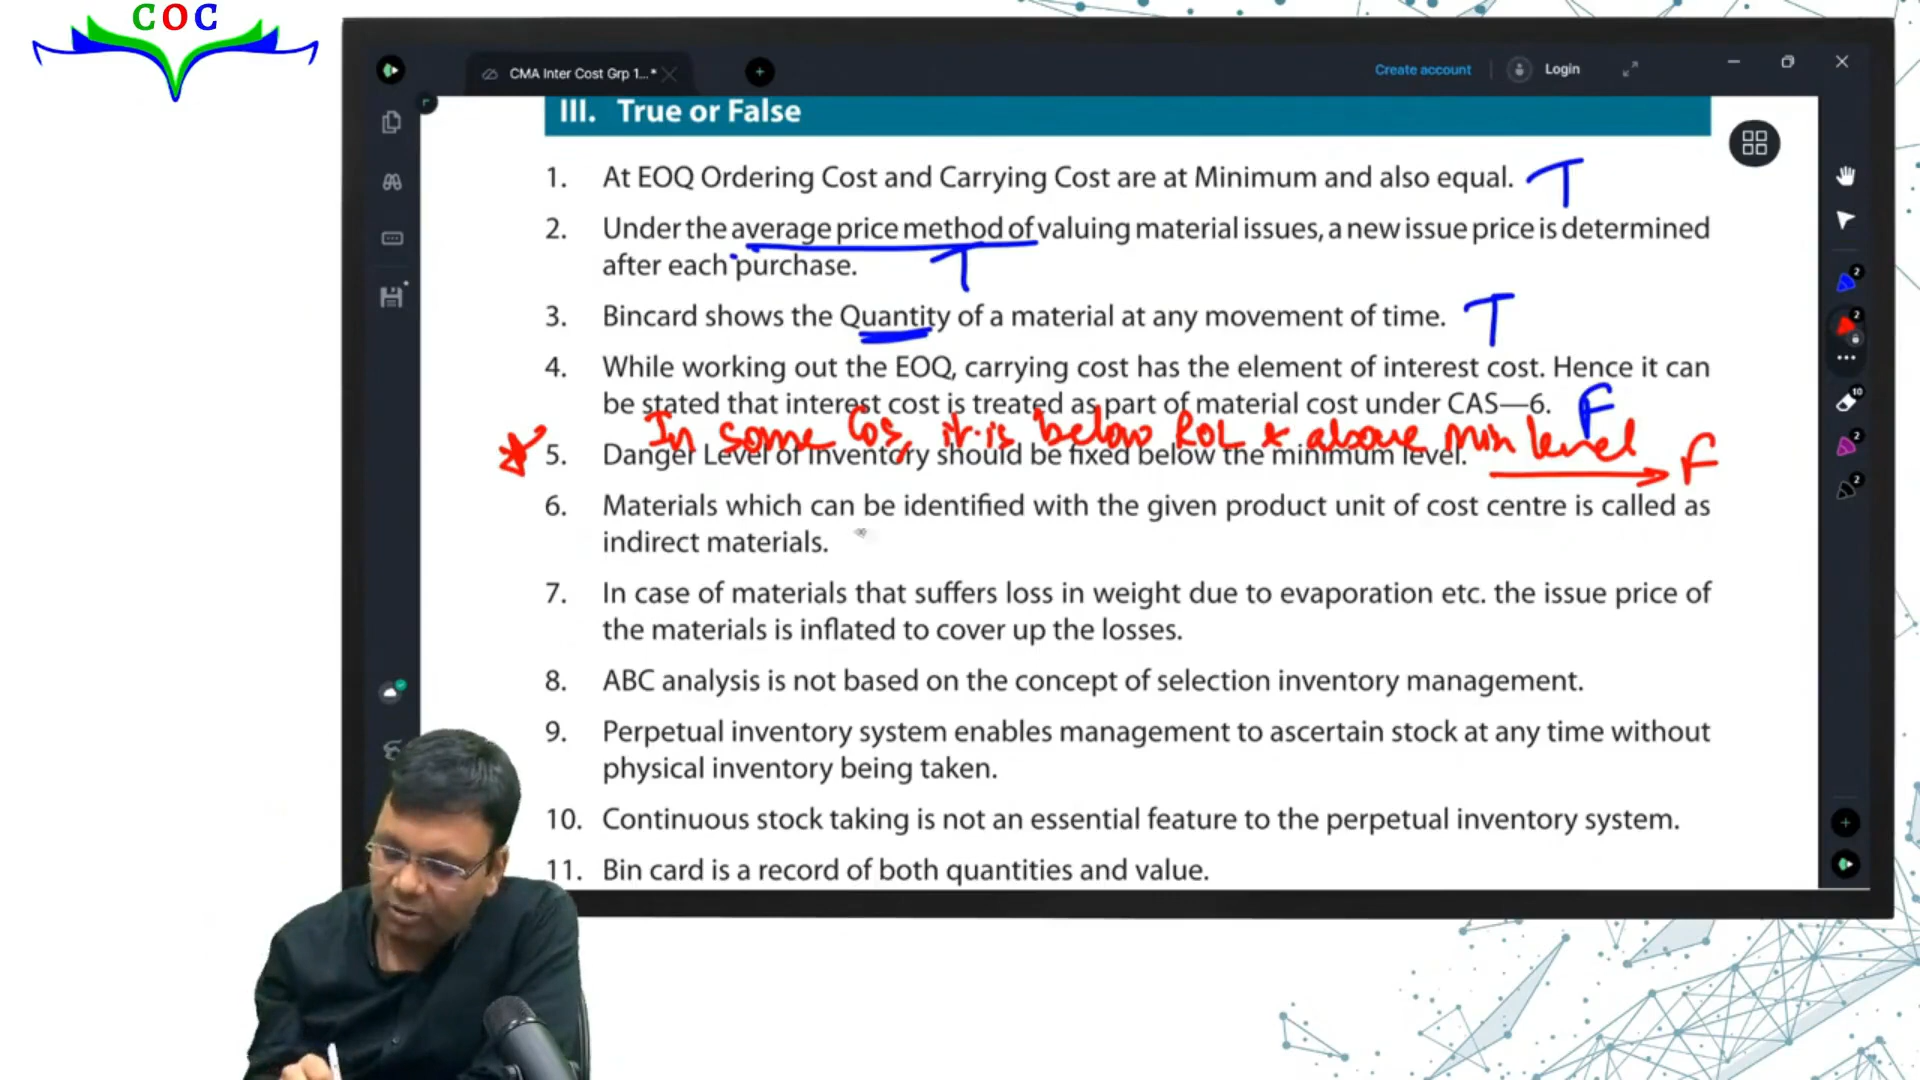 COC
CMA Inter Cost Grp 1...*
Create account
Login
III. True or False
1. At EOQ Ordering Cost and Carrying Cost are at Minimum and also equal. T
2. Under the average price method of valuing material issues, a new issue price is determined
after each purchase. T
3. Bincard shows the Quantity of a material at any movement of time. T
4. While working out the EOQ, carrying cost has the element of interest cost. Hence it can
be stated that interest cost is treated as part of material cost under CAS—6. F
In some Cos, it is below ROL & above min level
5. Danger Level of Inventory should be fixed below the minimum level. F
6. Materials which can be identified with the given product unit of cost centre is called as
indirect materials.
7. In case of materials that suffers loss in weight due to evaporation etc. the issue price of
the materials is inflated to cover up the losses.
8. ABC analysis is not based on the concept of selection inventory management.
9. Perpetual inventory system enables management to ascertain stock at any time without
physical inventory being taken.
10. Continuous stock taking is not an essential feature to the perpetual inventory system.
11. Bin card is a record of both quantities and value.
2
2
10
2
2